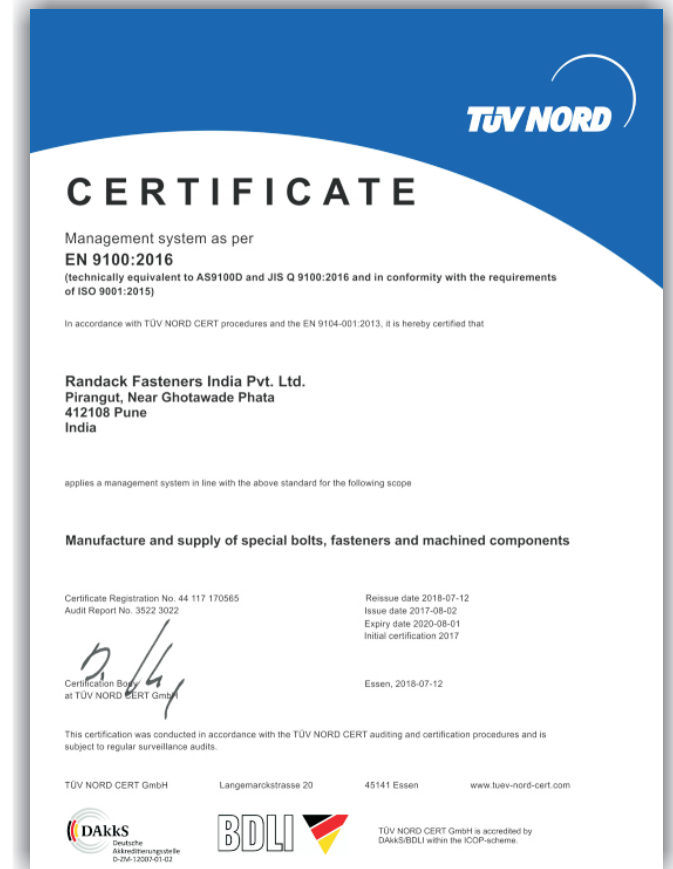 TÜV NORD
CERTIFICATE
Management system as per
EN 9100:2016
(technically equivalent to AS9100D and JIS Q 9100:2016 and in conformity with the requirements
of ISO 9001:2015)
In accordance with TÜV NORD CERT procedures and the EN 9104-001:2013, it is hereby certified that
Randack Fasteners India Pvt. Ltd.
Pirangut, Near Ghotawade Phata
412108 Pune
India
applies a management system in line with the above standard for the following scope
Manufacture and supply of special bolts, fasteners and machined components
Certificate Registration No. 44 117 170565
Audit Report No. 3522 3022
Reissue date 2018-07-12
Issue date 2017-08-02
Expiry date 2020-08-01
Initial certification 2017
Certification Body
at TÜV NORD CERT GmbH
Essen, 2018-07-12
This certification was conducted in accordance with the TÜV NORD CERT auditing and certification procedures and is
subject to regular surveillance audits.
TÜV NORD CERT GmbH Langemarckstrasse 20 45141 Essen www.tuev-nord-cert.com
DAkkS
Deutsche
Akkreditierungsstelle
D-ZM-12007-01-02
BDLI
TÜV NORD CERT GmbH is accredited by
DAkkS/BDLI within the ICOP-scheme.